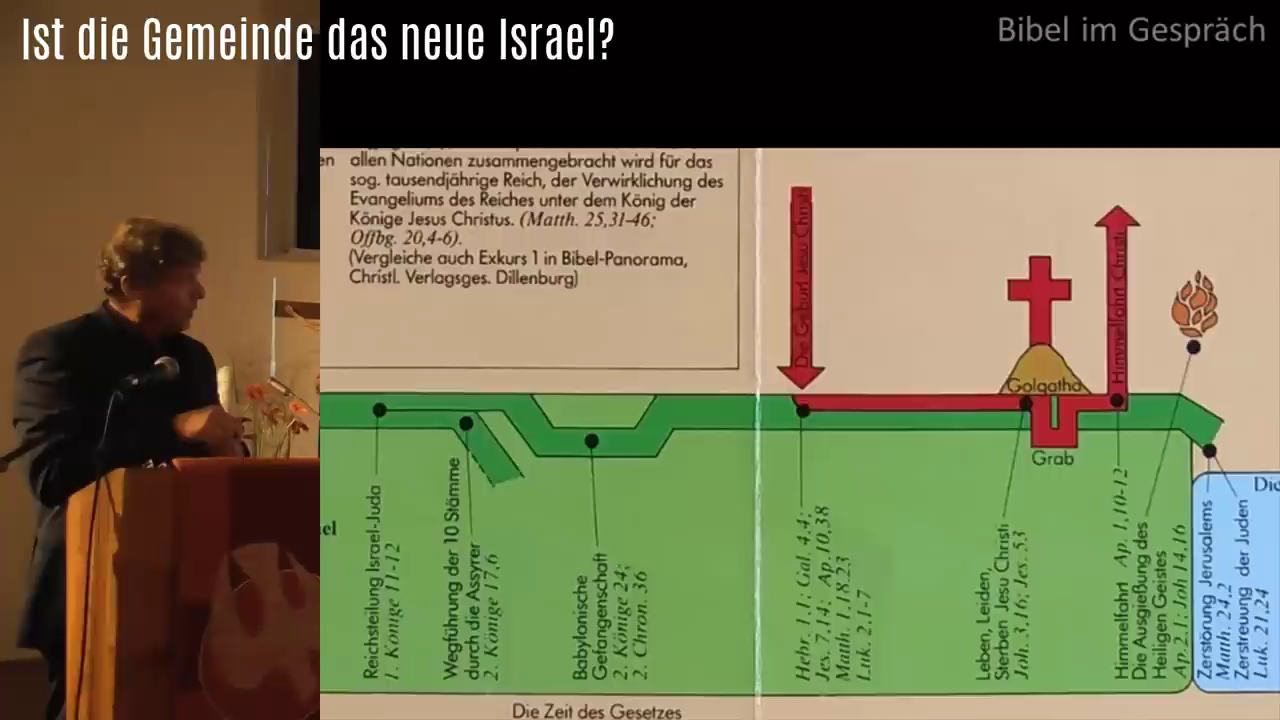 Ist die Gemeinde das neue Israel?
Bibel im Gespräch
en allen Nationen zusammengebracht wird für das
sog. tausendjährige Reich, der Verwirklichung des
Evangeliums des Reiches unter dem König der
Könige Jesus Christus. (Matth. 25,31-46;
Offbg. 20,4-6).
(Vergleiche auch Exkurs 1 in Bibel-Panorama,
Christl. Verlagsges. Dillenburg)
Die Geburt Jesu Christi
Himmelfahrt Christi
Golgatha
Grab
el
Reichsteilung Israel-Juda
1. Könige 11-12
Wegführung der 10 Stämme
durch die Assyrer
2. Könige 17,6
Babylonische
Gefangenschaft
2. Könige 24;
2. Chron. 36
Hebr. 1,1; Gal. 4,4;
Jes. 7,14; Ap. 10,38
Matth. 1,18.23
Luk. 2,1-7
Leben, Leiden,
Sterben Jesu Christi
Joh. 3,16; Jes. 53
Himmelfahrt Ap. 1,10-12
Die Ausgießung des
Heiligen Geistes
Ap. 2,1; Joh 14,16
Zerstörung Jerusalems
Matth. 24,2
Zerstreuung der Juden
Luk. 21,24
Die
Die Zeit des Gesetzes